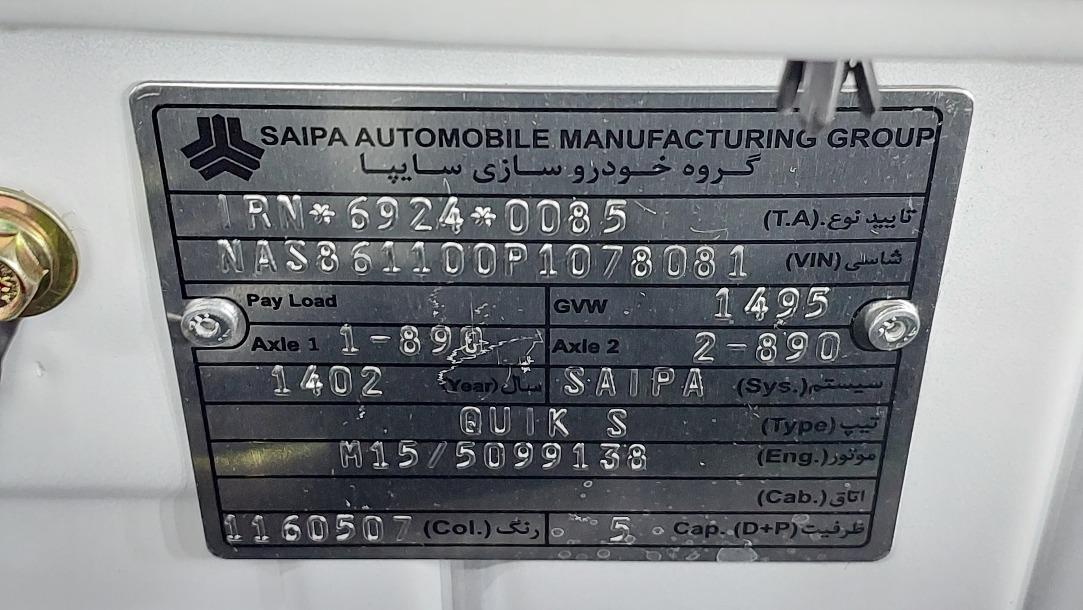 SAIPA AUTOMOBILE MANUFACTURING GROUP
گروه خودرو سازی سایپا
IRN*6924*0085 تایید نوع.(T.A)
NAS861100P1078081 شاسی (VIN)
Pay Load GVW 1495
Axle 1 1-890 Axle 2 2-890
1402 سال(Year) SAIPA سیستم(Sys.)
QUIK S تیپ (Type)
M15/5099138 موتور(Eng.)
اتاق(Cab.)
1160507 رنگ(Col.) 5 ظرفیت(D+P) Cap.